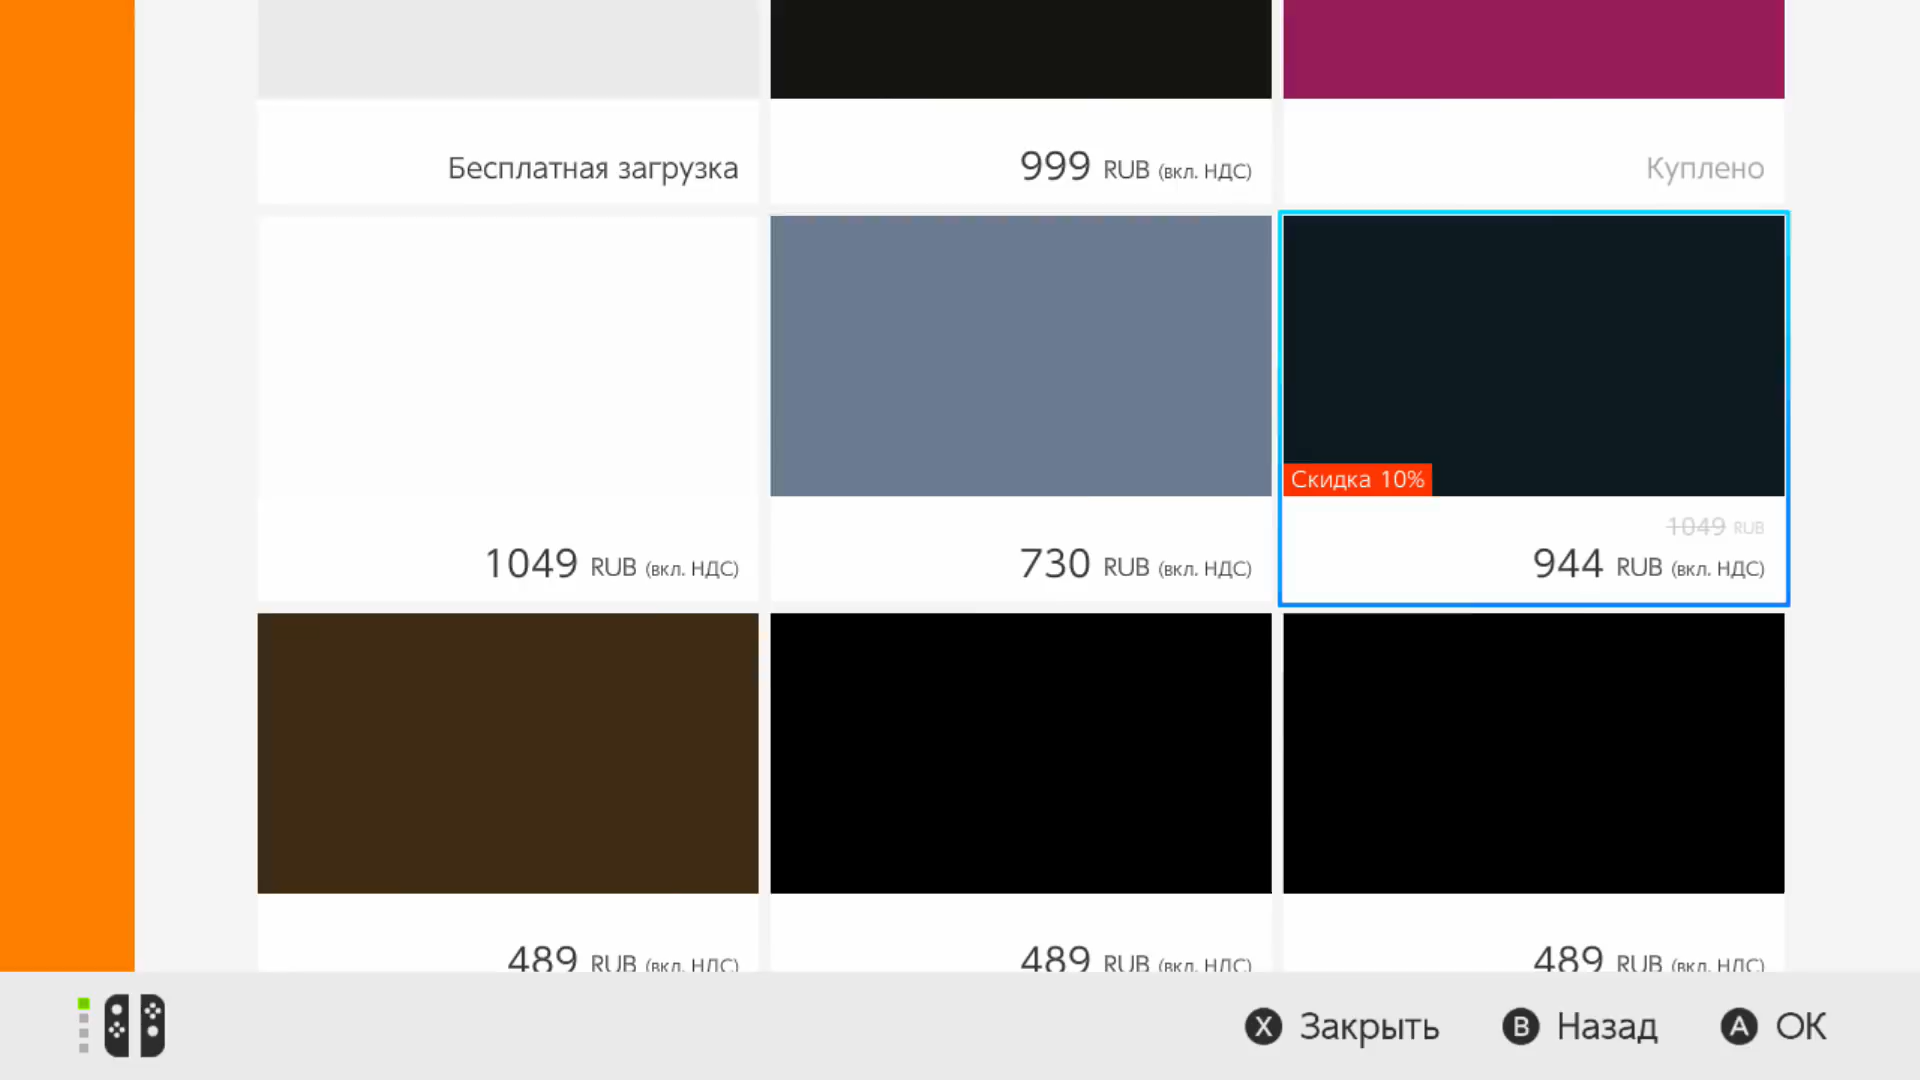 Бесплатная загрузка
999 RUB (вкл. НДС)
Куплено
1049 RUB (вкл. НДС)
730 RUB (вкл. НДС)
Скидка 10%
1049 RUB
944 RUB (вкл. НДС)
489 RUB (вкл. НДС)
489 RUB (вкл. НДС)
489 RUB (вкл. НДС)
X Закрыть
B Назад
A OK